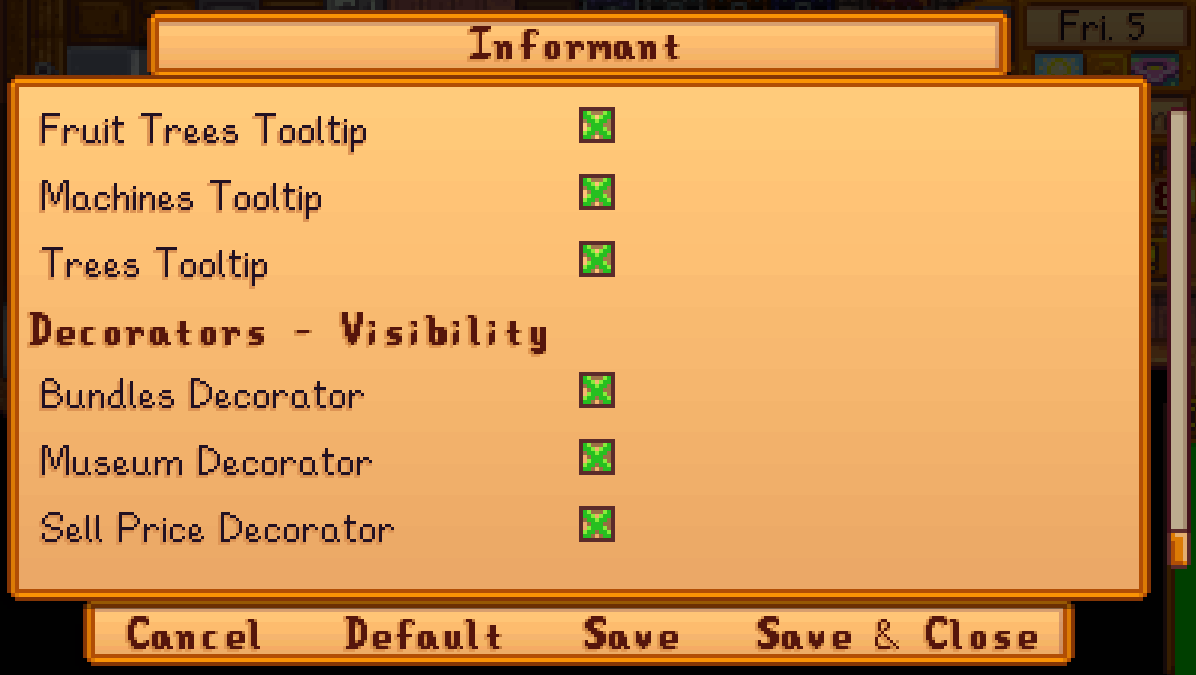 Informant
Fri. 5
Fruit Trees Tooltip
Machines Tooltip
Trees Tooltip
Decorators - Visibility
Bundles Decorator
Museum Decorator
Sell Price Decorator
Cancel Default Save Save & Close